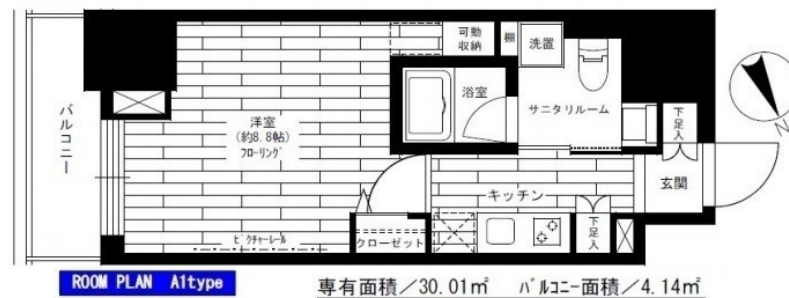 可動
収納
棚
洗置
浴室
サニタリルーム
下足入
N
バルコニー
洋室
(約8.8帖)
フローリング
玄関
キッチン
ピクチャーレール
クローゼット
下足入
ROOM PLAN A1type
専有面積/30.01㎡ バルコニー面積/4.14㎡